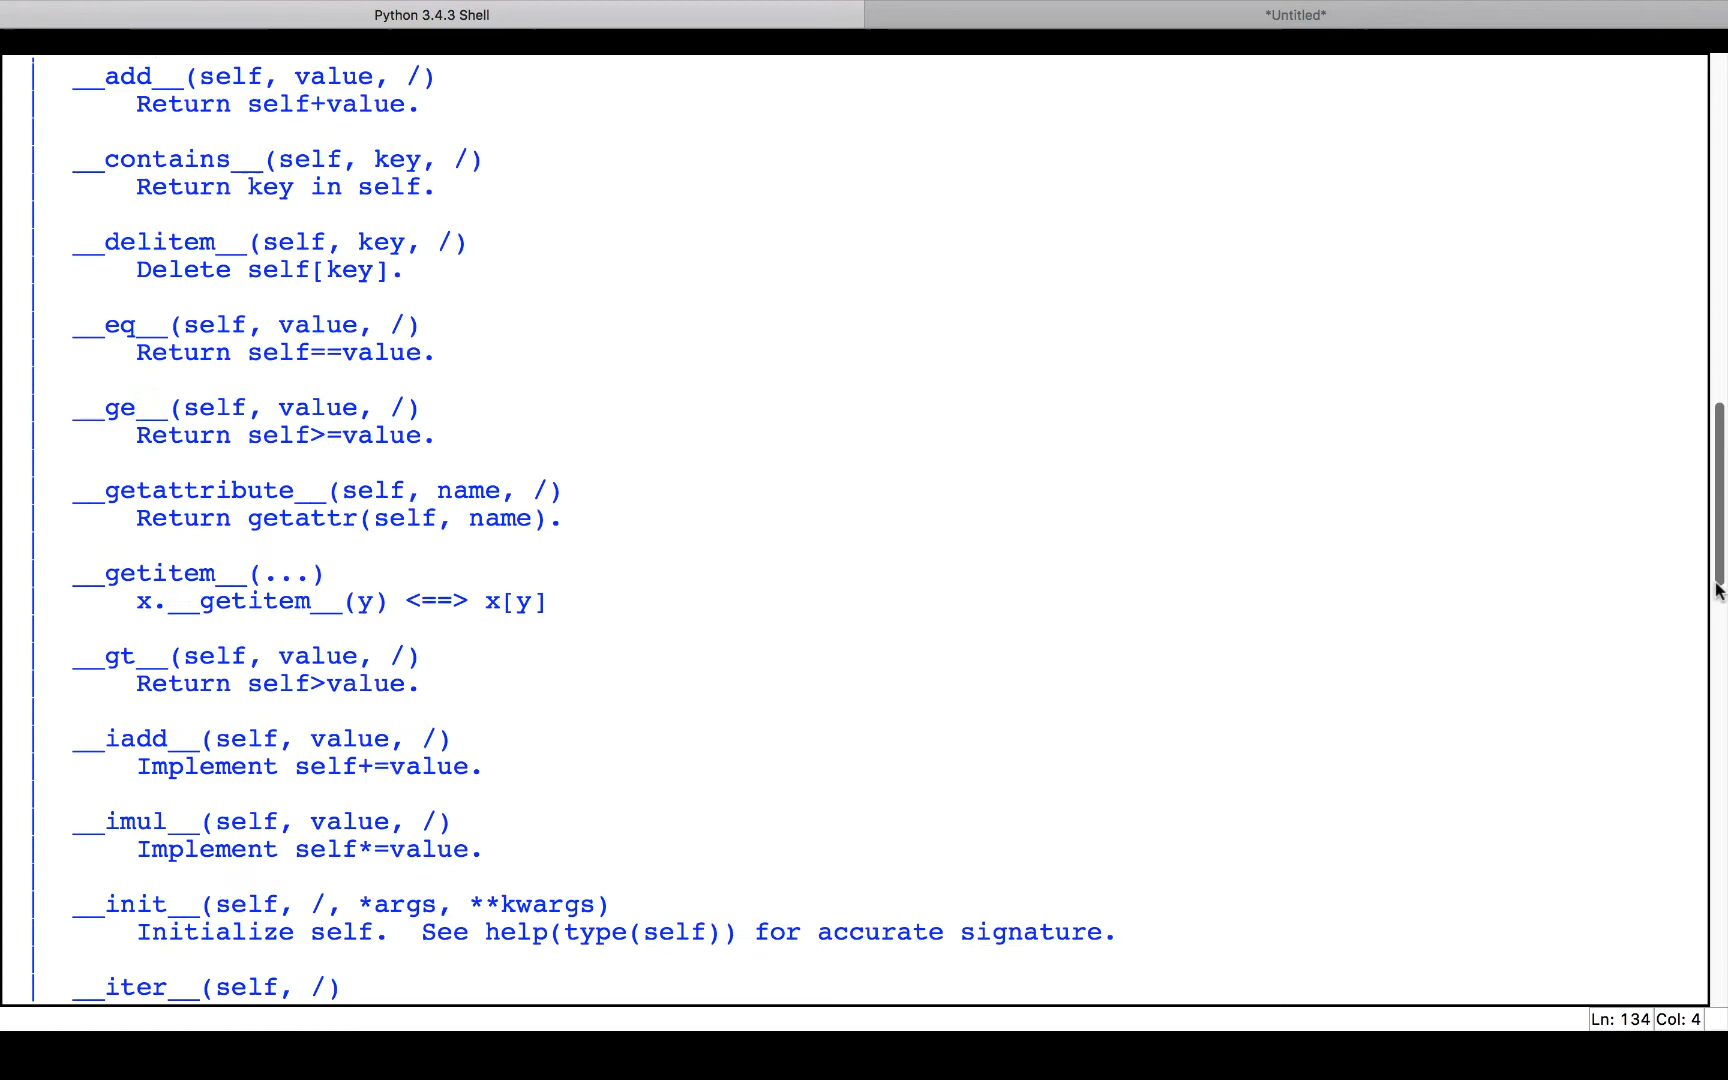 Python 3.4.3 Shell
*Untitled*
__add__(self, value, /)
Return self+value.
__contains__(self, key, /)
Return key in self.
__delitem__(self, key, /)
Delete self[key].
__eq__(self, value, /)
Return self==value.
__ge__(self, value, /)
Return self>=value.
__getattribute__(self, name, /)
Return getattr(self, name).
__getitem__(...)
x.__getitem__(y) <==> x[y]
__gt__(self, value, /)
Return self>value.
__iadd__(self, value, /)
Implement self+=value.
__imul__(self, value, /)
Implement self*=value.
__init__(self, /, *args, **kwargs)
Initialize self.  See help(type(self)) for accurate signature.
__iter__(self, /)
Ln: 134 Col: 4